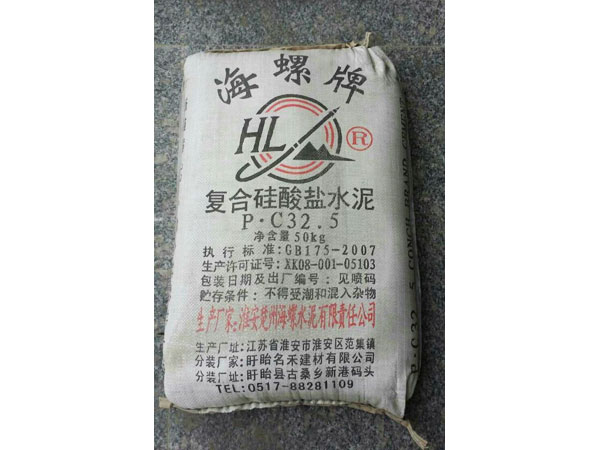 海螺牌
HL
®
复合硅酸盐水泥
P·C32.5
净含量50kg
执行标准:GB175-2007
生产许可证号:XK08-001-05103
包装日期及出厂编号:见喷码
贮存条件:不得受潮和混入杂物
生产厂家:淮安楚州海螺水泥有限责任公司
生产厂址:江苏省淮安市淮安区范集镇
分装厂家:盱眙名禾建材有限公司
分装厂址:盱眙县古桑乡新港码头
TEL:0517-88281109